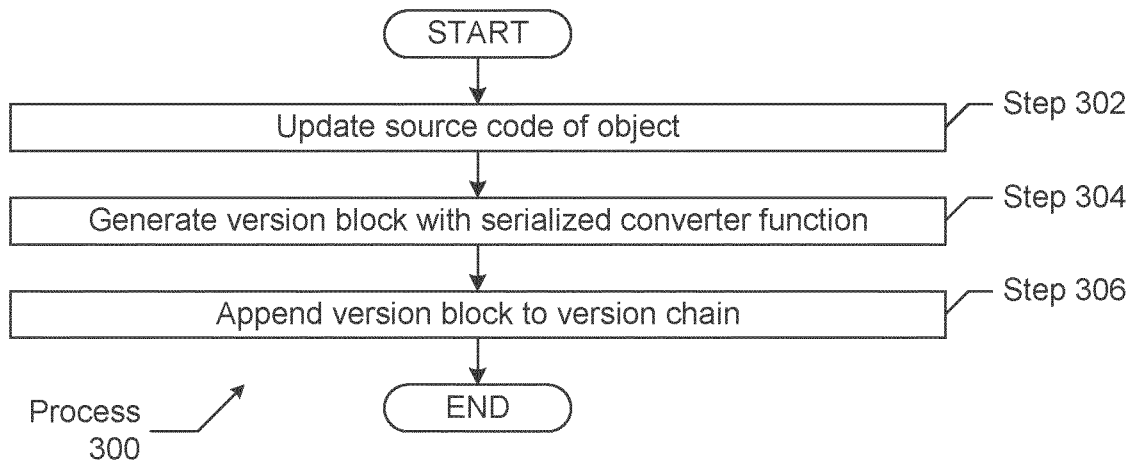 START
Update source code of object
Step 302
Generate version block with serialized converter function
Step 304
Append version block to version chain
Step 306
END
Process
300